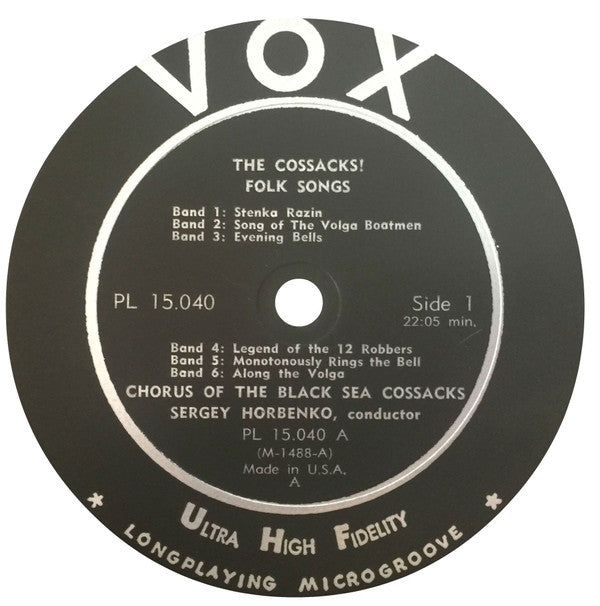 VOX
THE COSSACKS!
FOLK SONGS
Band 1: Stenka Razin
Band 2: Song of The Volga Boatmen
Band 3: Evening Bells
PL 15.040
Side 1
22:05 min.
Band 4: Legend of the 12 Robbers
Band 5: Monotonously Rings the Bell
Band 6: Along the Volga
CHORUS OF THE BLACK SEA COSSACKS
SERGEY HORBENKO, conductor
PL 15.040 A
(M-1488-A)
Made in U.S.A.
A
ULTRA HIGH FIDELITY
* LONGPLAYING MICROGROOVE *